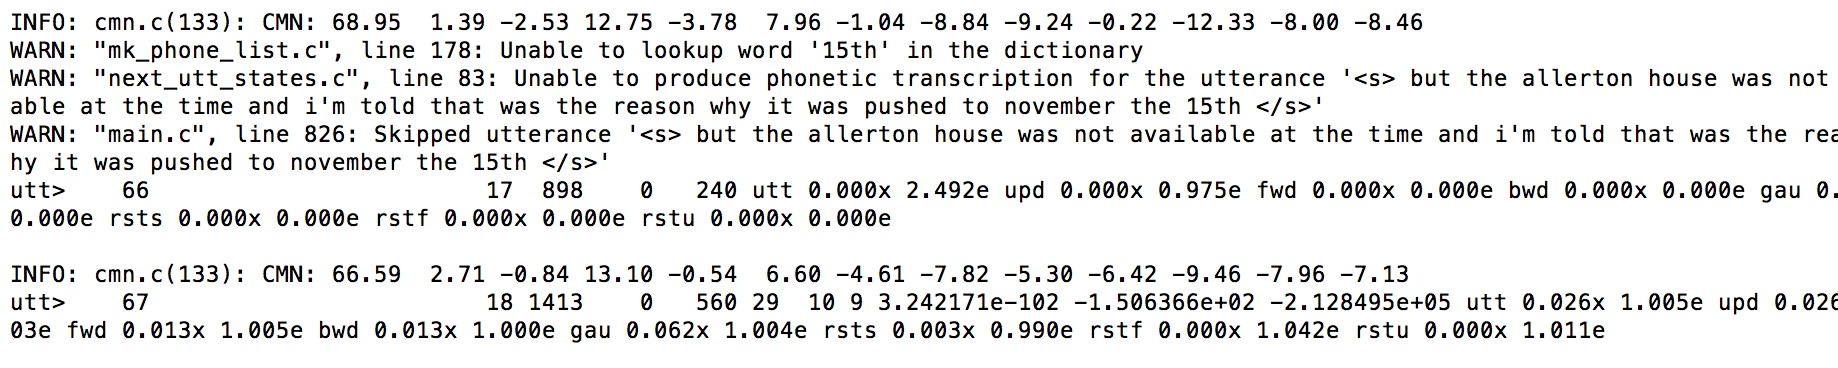 INFO: cmn.c(133): CMN: 68.95  1.39 -2.53 12.75 -3.78  7.96 -1.04 -8.84 -9.24 -0.22 -12.33 -8.00 -8.46
WARN: "mk_phone_list.c", line 178: Unable to lookup word '15th' in the dictionary
WARN: "next_utt_states.c", line 83: Unable to produce phonetic transcription for the utterance '<s> but the allerton house was not
able at the time and i'm told that was the reason why it was pushed to november the 15th </s>'
WARN: "main.c", line 826: Skipped utterance '<s> but the allerton house was not available at the time and i'm told that was the rea
hy it was pushed to november the 15th </s>'
utt>    66                        17  898    0   240 utt 0.000x 2.492e upd 0.000x 0.975e fwd 0.000x 0.000e bwd 0.000x 0.000e gau 0.
0.000e rsts 0.000x 0.000e rstf 0.000x 0.000e rstu 0.000x 0.000e
INFO: cmn.c(133): CMN: 66.59  2.71 -0.84 13.10 -0.54  6.60 -4.61 -7.82 -5.30 -6.42 -9.46 -7.96 -7.13
utt>    67                        18 1413    0   560 29  10 9 3.242171e-102 -1.506366e+02 -2.128495e+05 utt 0.026x 1.005e upd 0.026
03e fwd 0.013x 1.005e bwd 0.013x 1.000e gau 0.062x 1.004e rsts 0.003x 0.990e rstf 0.000x 1.042e rstu 0.000x 1.011e